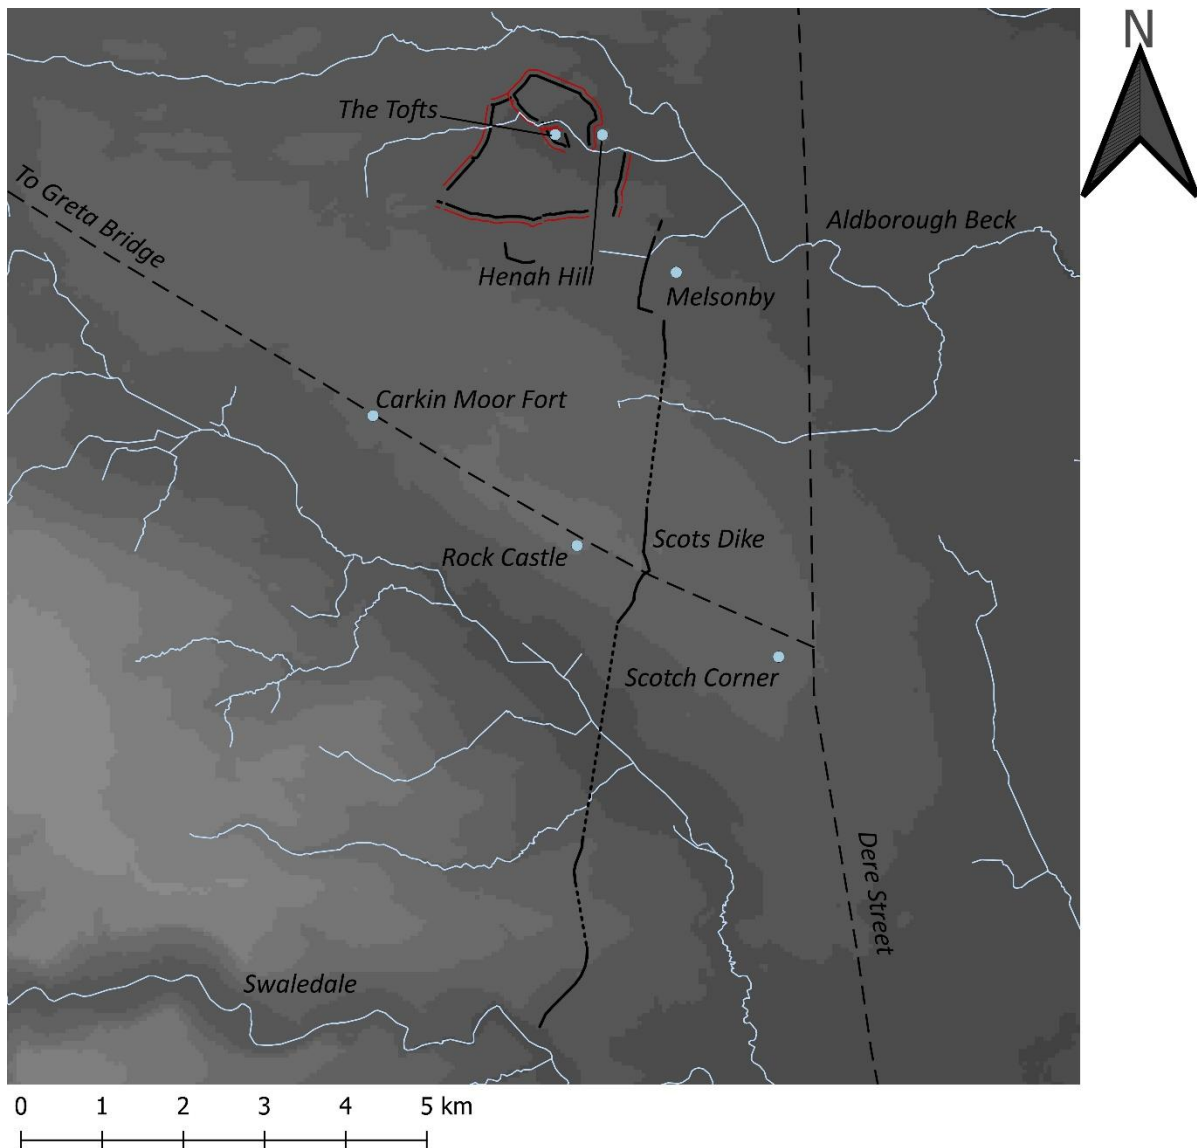 N
The Tofts
To Greta Bridge
Aldborough Beck
Henah Hill
Melsonby
Carkin Moor Fort
Scots Dike
Rock Castle
Scotch Corner
Dere Street
Swaledale
0 1 2 3 4 5 km